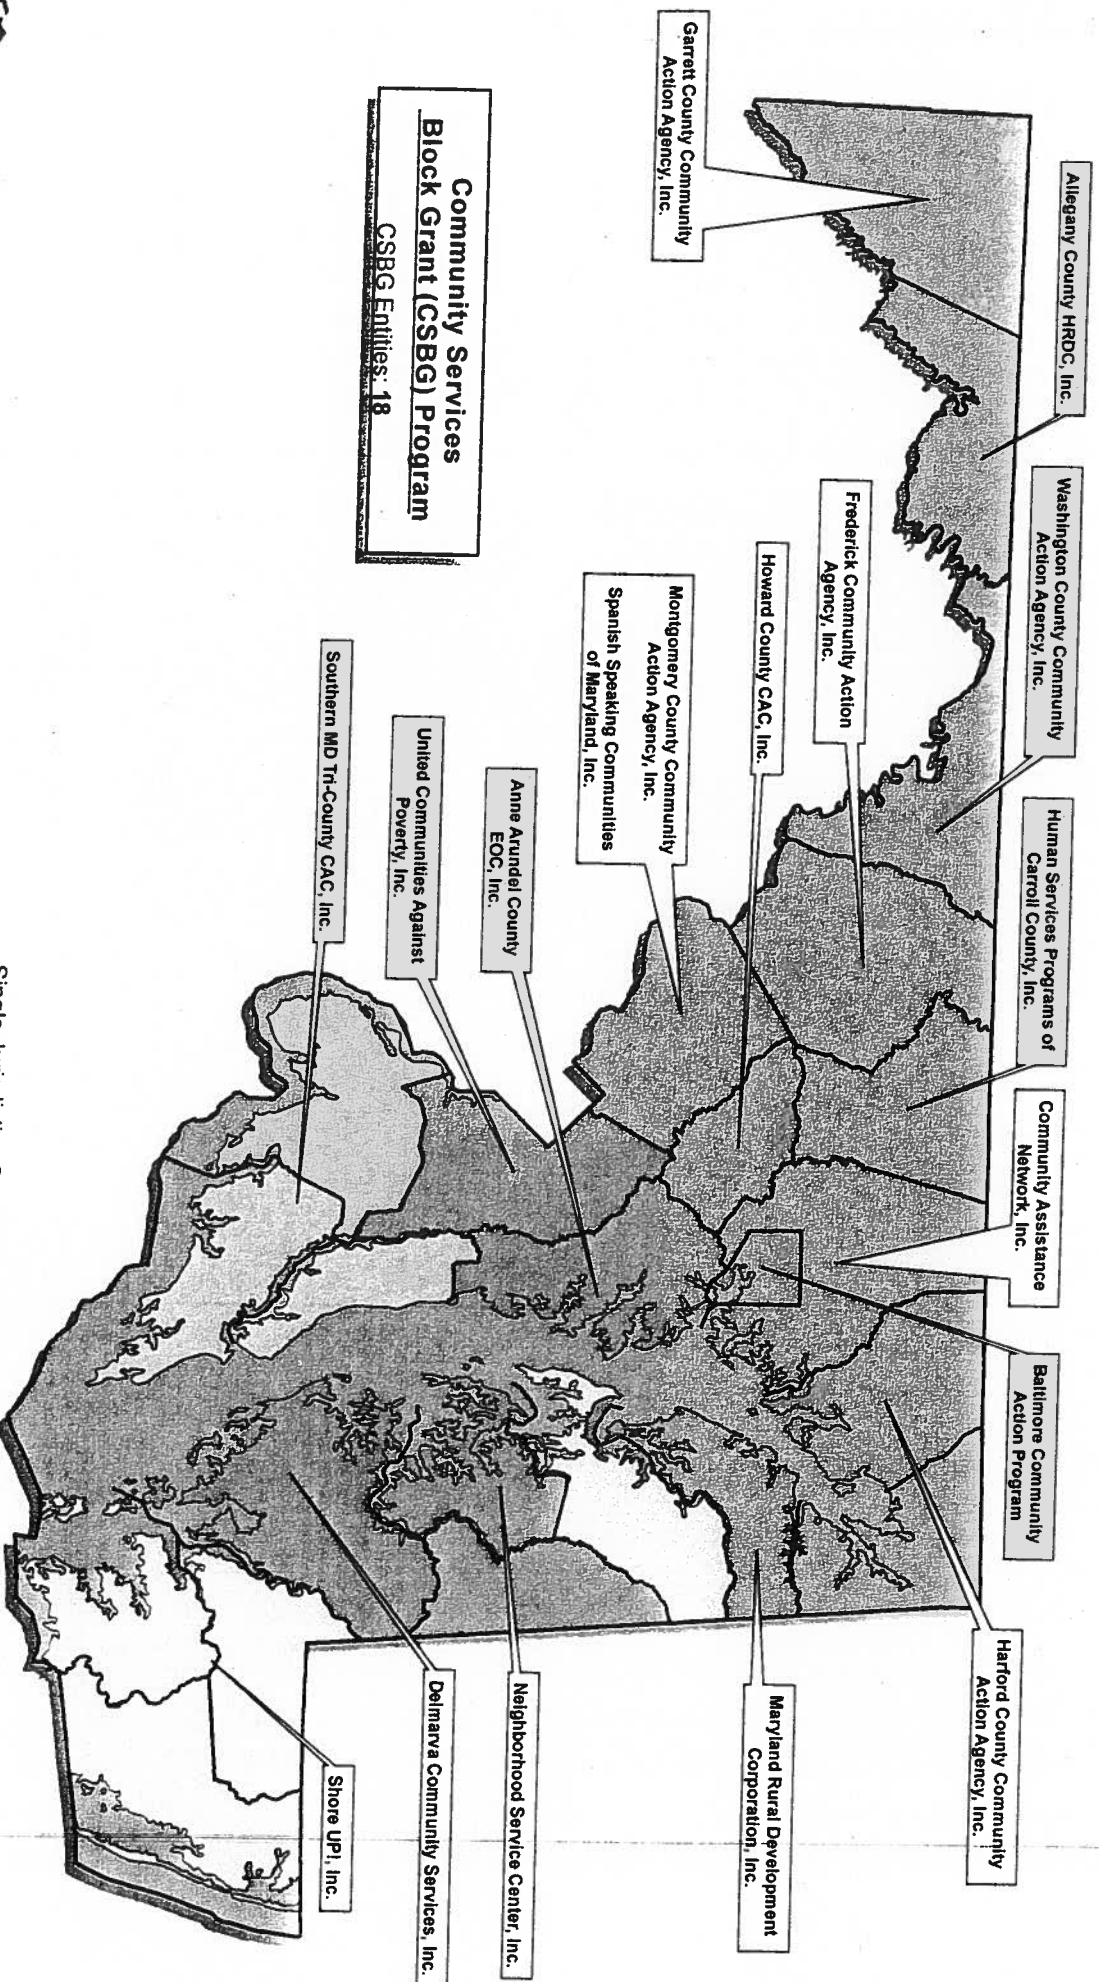 Allegany County HRDC, Inc.
Washington County Community
Action Agency, Inc.
Human Services Programs of
Carroll County, Inc.
Community Assistance
Network, Inc.
Baltimore Community
Action Program
Harford County Community
Action Agency, Inc.
Garrett County Community
Action Agency, Inc.
Frederick Community Action
Agency, Inc.
Howard County CAC, Inc.
Montgomery County Community
Action Agency, Inc.
Spanish Speaking Communities
of Maryland, Inc.
Anne Arundel County
EOC, Inc.
United Communities Against
Poverty, Inc.
Southern MD Tri-County CAC, Inc.
Maryland Rural Development
Corporation, Inc.
Neighborhood Service Center, Inc.
Delmarva Community Services, Inc.
Shore UP!, Inc.
Community Services
Block Grant (CSBG) Program
CSBG Entities: 18